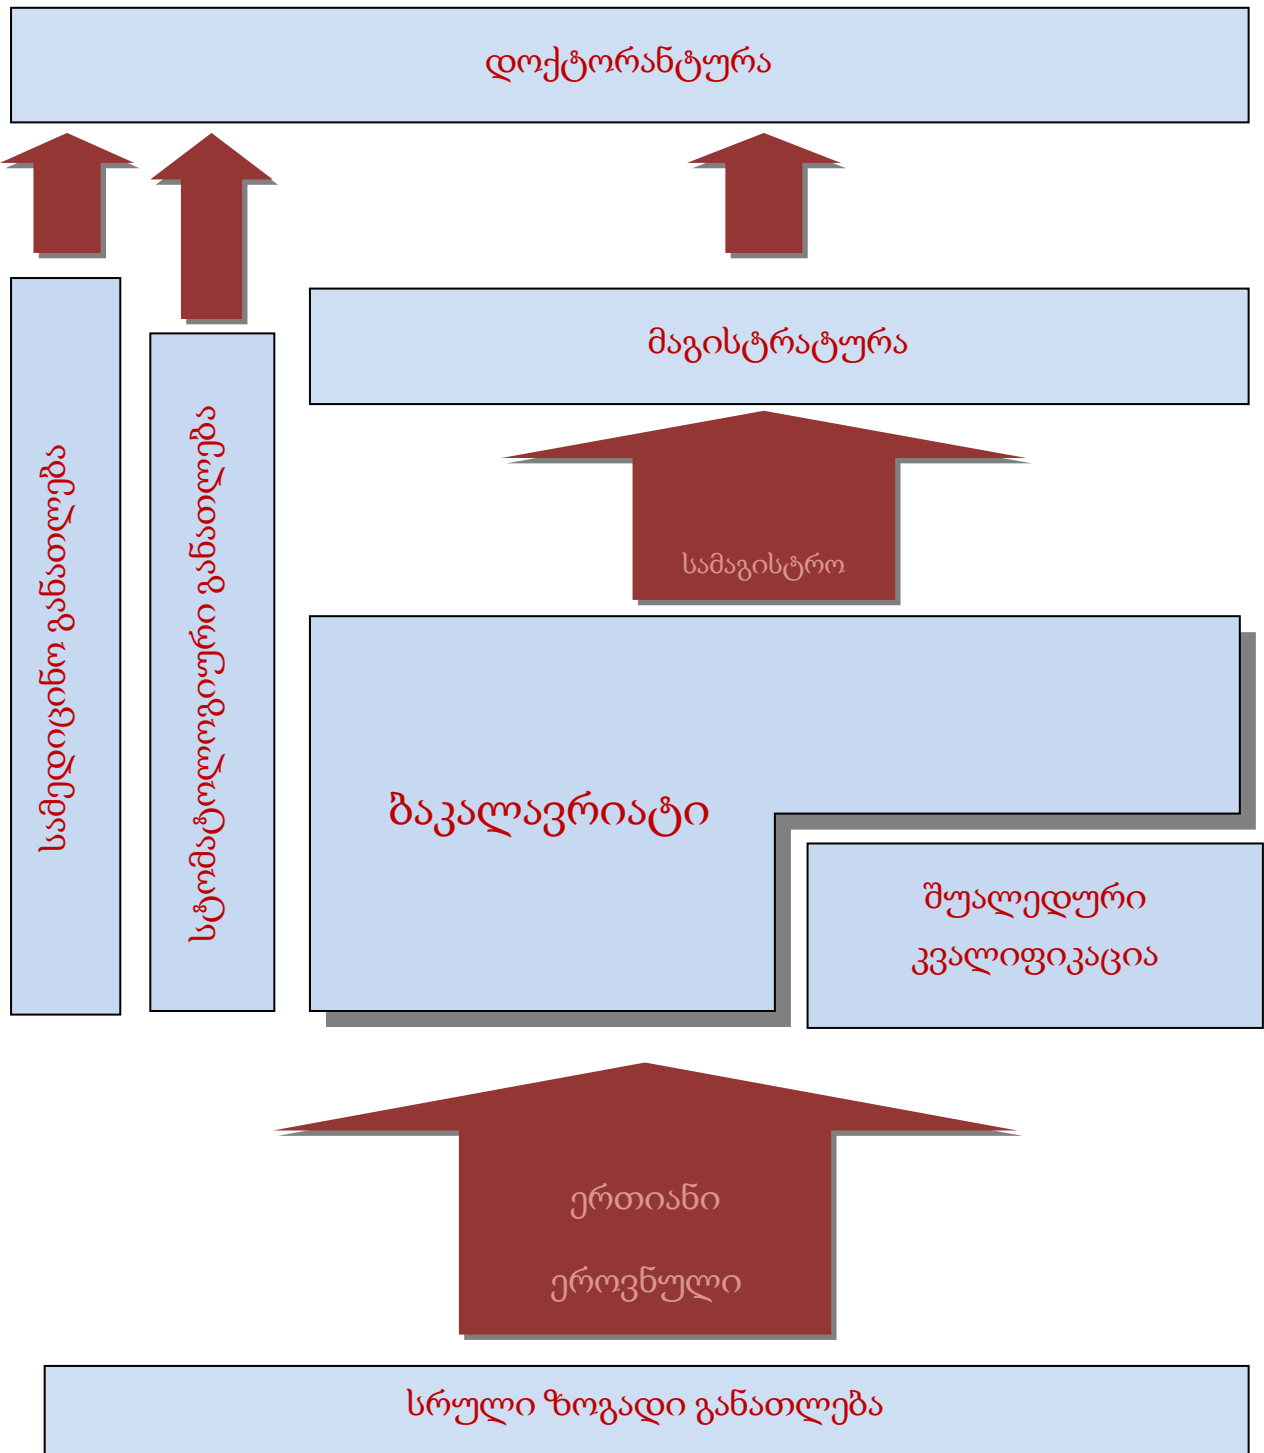 დოქტორანტურა
მაგისტრატურა
სამაგისტრო
სამედიცინო განათლება
სტომატოლოგიური განათლება
ბაკალავრიატი
შუალედური
კვალიფიკაცია
ერთიანი
ეროვნული
სრული ზოგადი განათლება